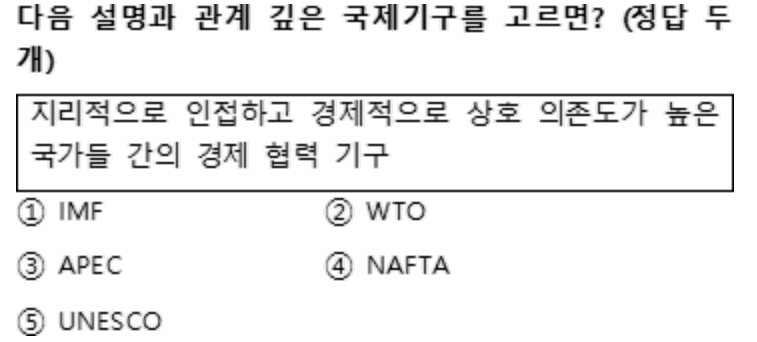 다음 설명과 관계 깊은 국제기구를 고르면? (정답 두
개)
지리적으로 인접하고 경제적으로 상호 의존도가 높은
국가들 간의 경제 협력 기구
① IMF ② WTO
③ APEC ④ NAFTA
⑤ UNESCO